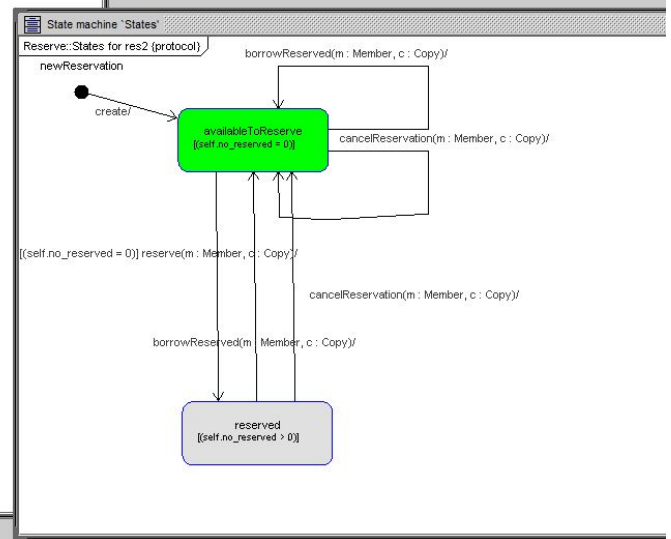 State machine `States'
Reserve::States for res2 {protocol}
borrowReserved(m : Member, c : Copy)/
newReservation
create/
availableToReserve
[(self.no_reserved = 0)]
cancelReservation(m : Member, c : Copy)/
[(self.no_reserved = 0)] reserve(m : Member, c : Copy)/
cancelReservation(m : Member, c : Copy)/
borrowReserved(m : Member, c : Copy)/
reserved
[(self.no_reserved > 0)]